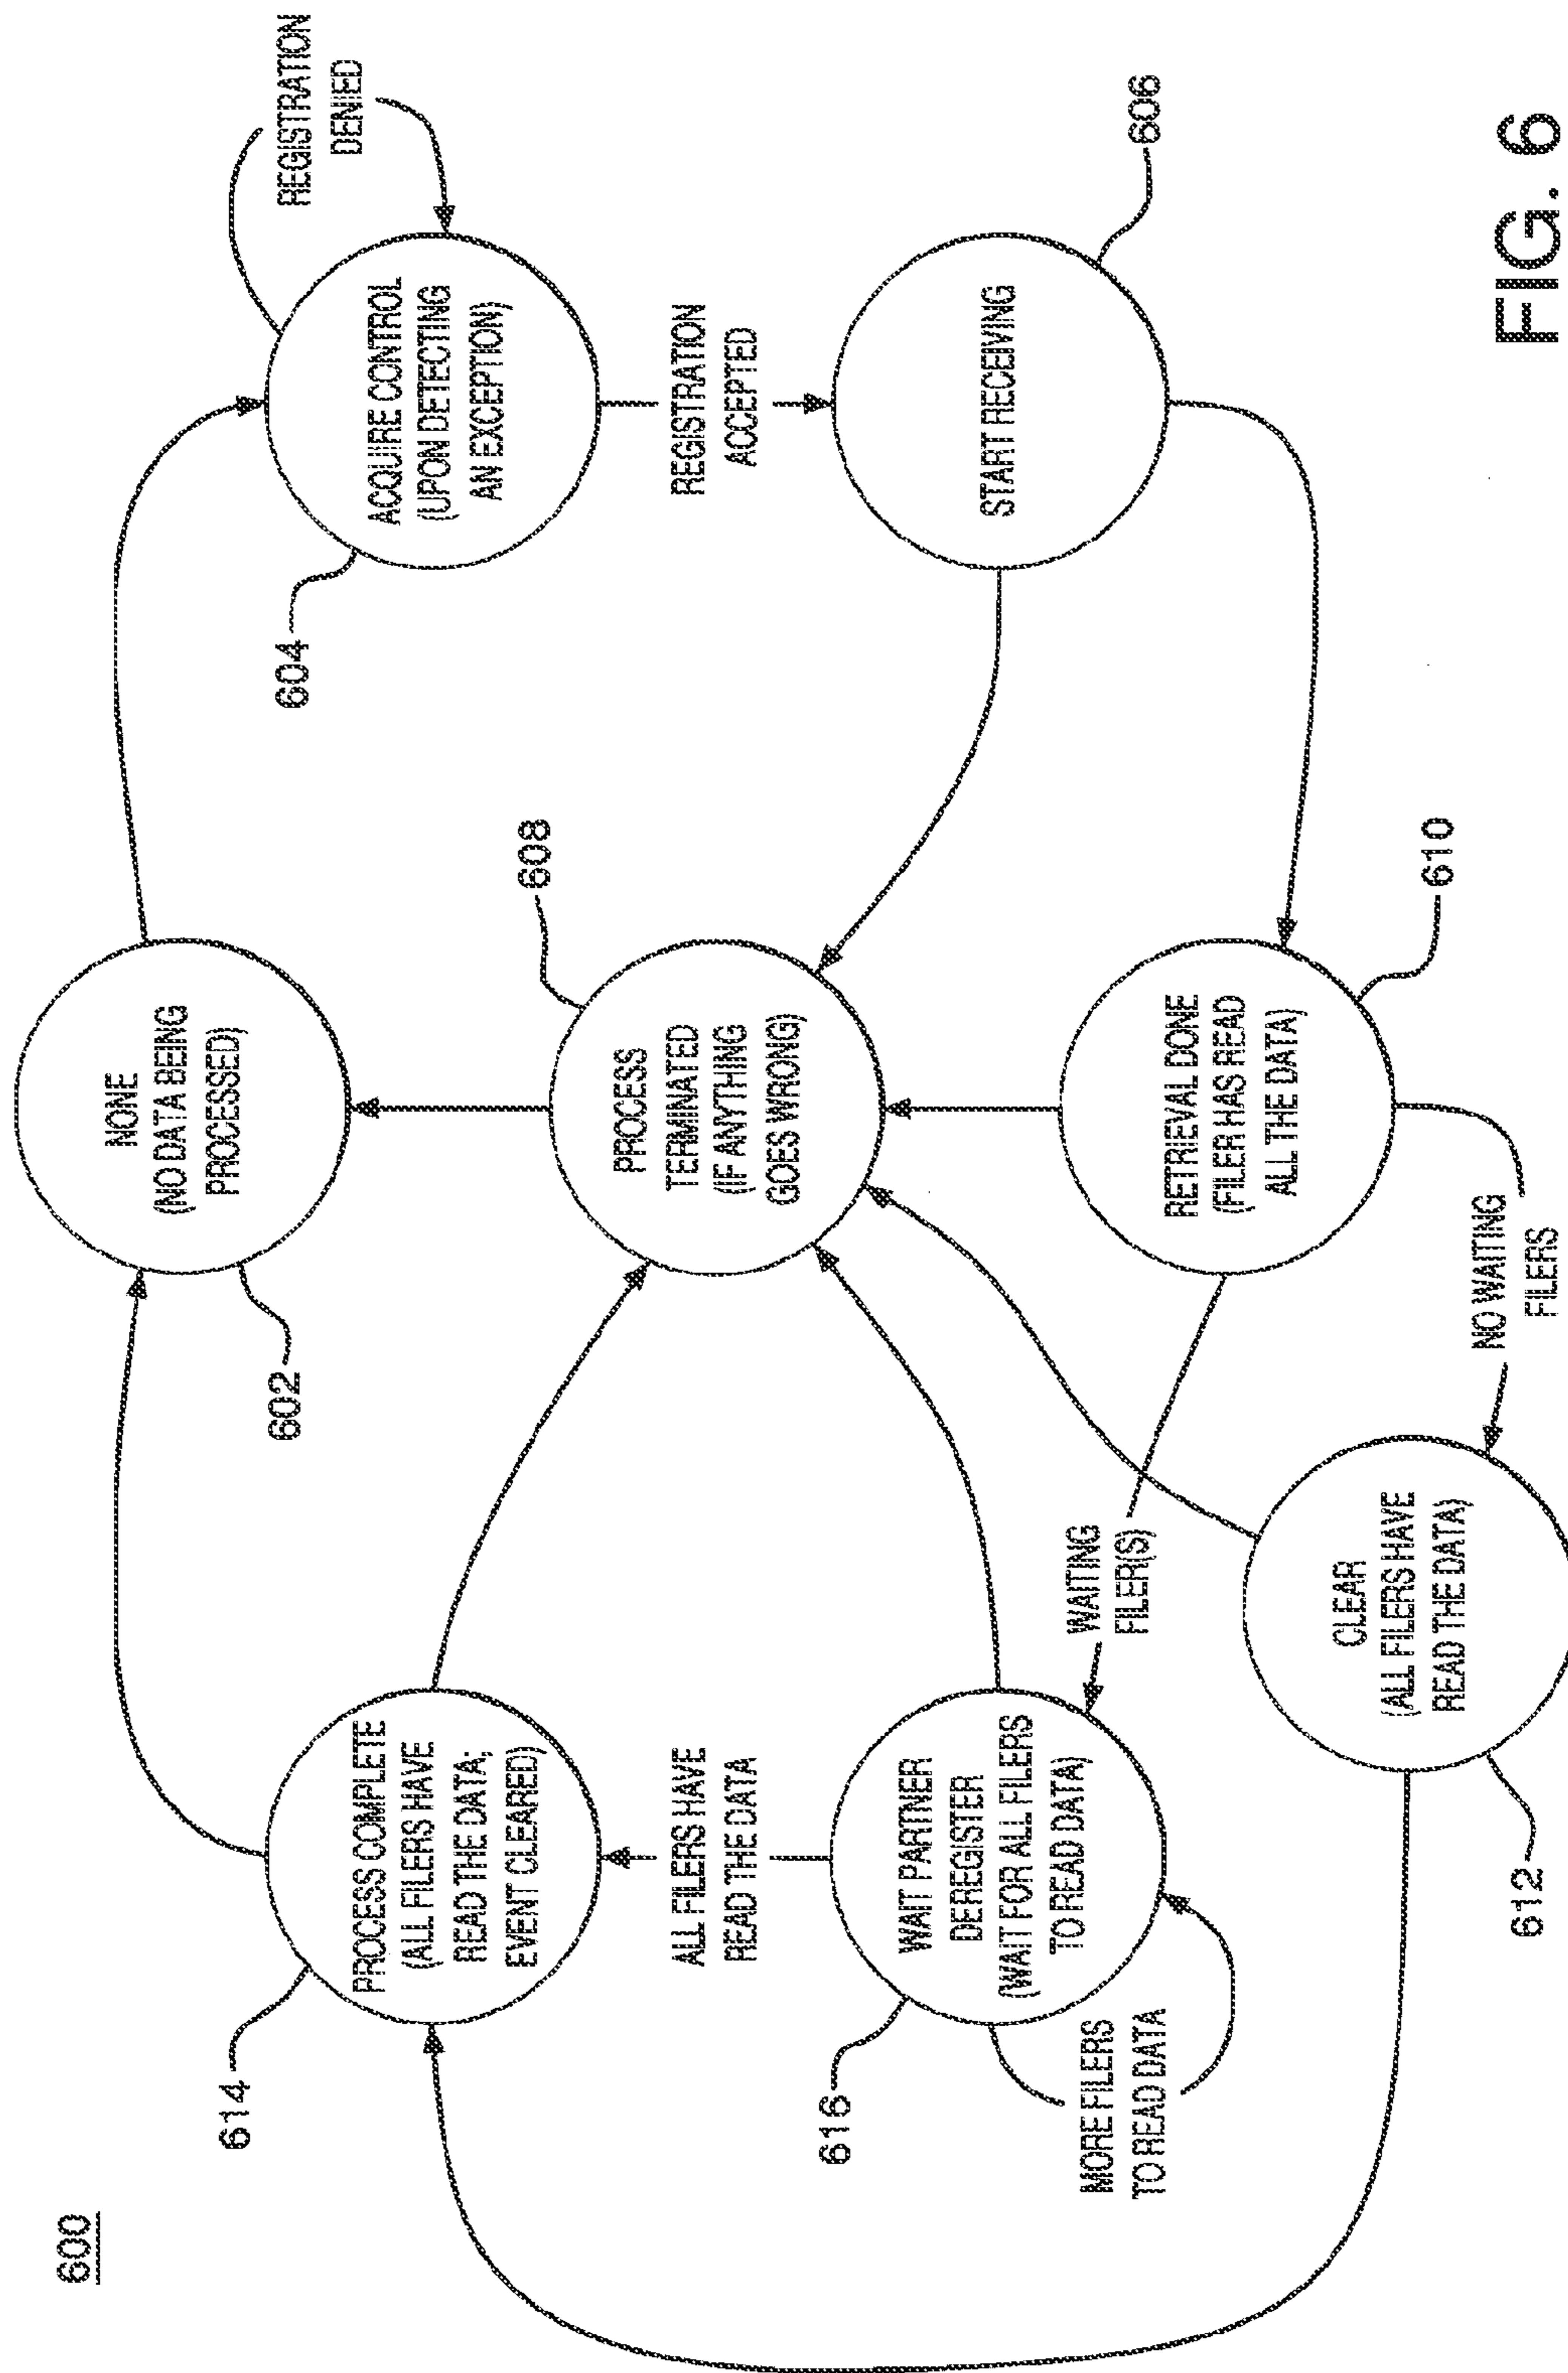 600
NONE
(NO DATA BEING
PROCESSED)
602
ACQUIRE CONTROL
(UPON DETECTING
AN EXCEPTION)
604
REGISTRATION
DENIED
REGISTRATION
ACCEPTED
START RECEIVING
606
PROCESS
TERMINATED
(IF ANYTHING
GOES WRONG)
608
RETRIEVAL DONE
(FILER HAS READ
ALL THE DATA)
610
NO WAITING
FILERS
WAITING
FILER(S)
CLEAR
(ALL FILERS HAVE
READ THE DATA)
612
PROCESS COMPLETE
(ALL FILERS HAVE
READ THE DATA;
EVENT CLEARED)
614
ALL FILERS HAVE
READ THE DATA
WAIT PARTNER
DEREGISTER
(WAIT FOR ALL FILERS
TO READ DATA)
616
MORE FILERS
TO READ DATA
FIG. 6